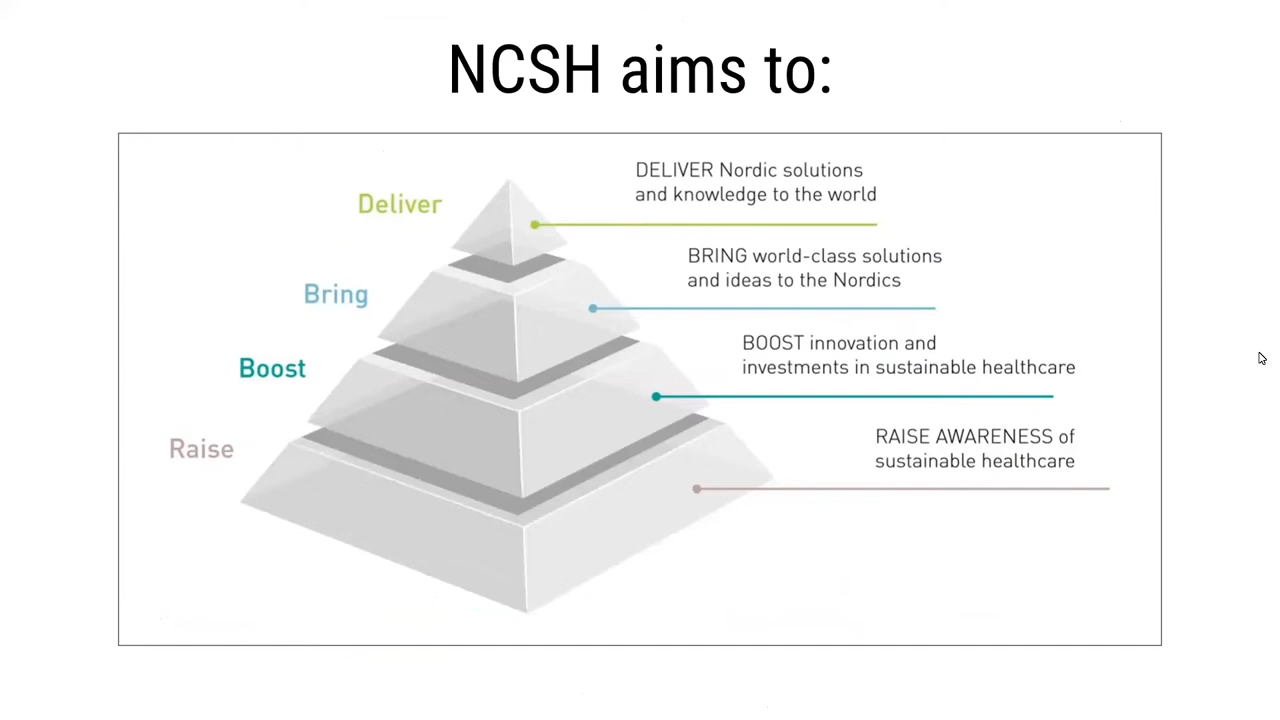 NCSH aims to:
Deliver
DELIVER Nordic solutions
and knowledge to the world
Bring
BRING world-class solutions
and ideas to the Nordics
Boost
BOOST innovation and
investments in sustainable healthcare
Raise
RAISE AWARENESS of
sustainable healthcare